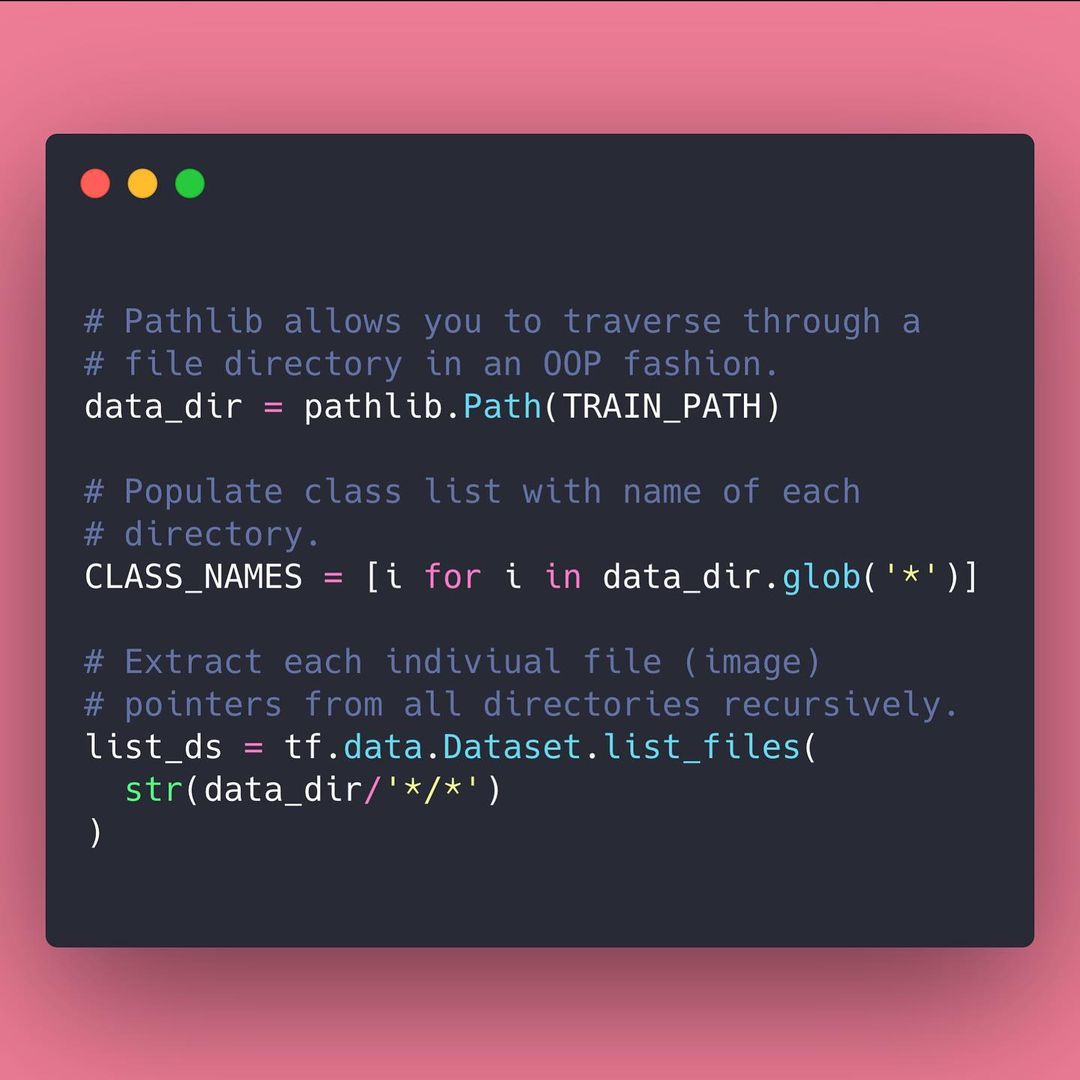 # Pathlib allows you to traverse through a
# file directory in an OOP fashion.
data_dir = pathlib.Path(TRAIN_PATH)
# Populate class list with name of each
# directory.
CLASS_NAMES = [i for i in data_dir.glob('*')]
# Extract each indiviual file (image)
# pointers from all directories recursively.
list_ds = tf.data.Dataset.list_files(
  str(data_dir/'*/*')
)